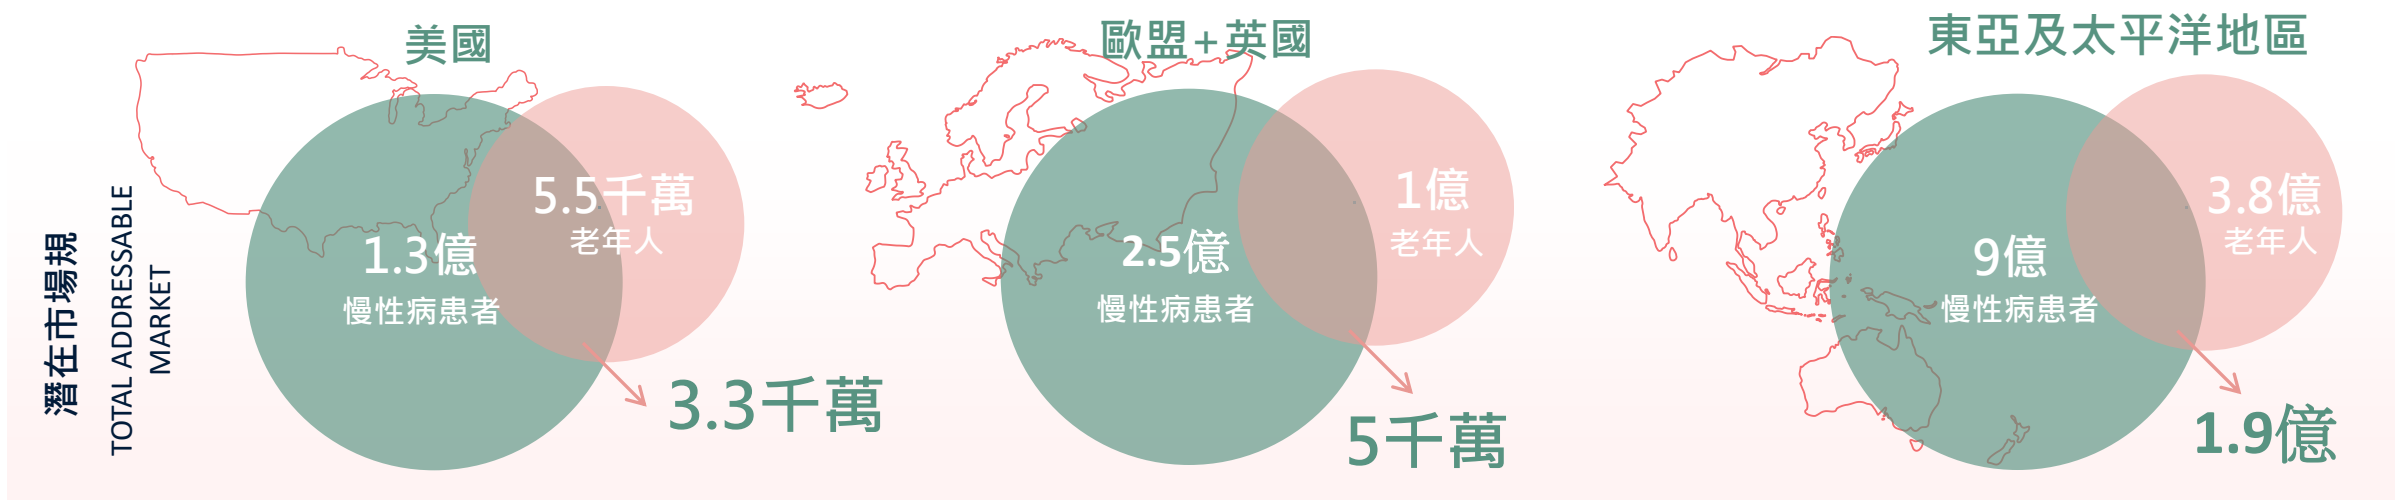 潛在市場規
TOTAL ADDRESSABLE
MARKET
美國
5.5千萬
老年人
1.3億
慢性病患者
3.3千萬
歐盟+英國
1億
老年人
2.5億
慢性病患者
5千萬
東亞及太平洋地區
3.8億
老年人
9億
慢性病患者
1.9億